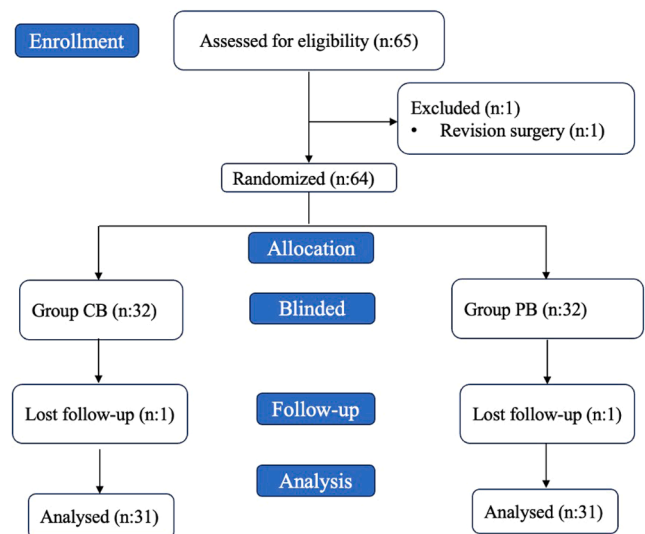 Enrollment
Assessed for eligibility (n:65)
Excluded (n:1)
• Revision surgery (n:1)
Randomized (n:64)
Allocation
Group CB (n:32)
Blinded
Group PB (n:32)
Lost follow-up (n:1)
Follow-up
Lost follow-up (n:1)
Analysis
Analysed (n:31)
Analysed (n:31)